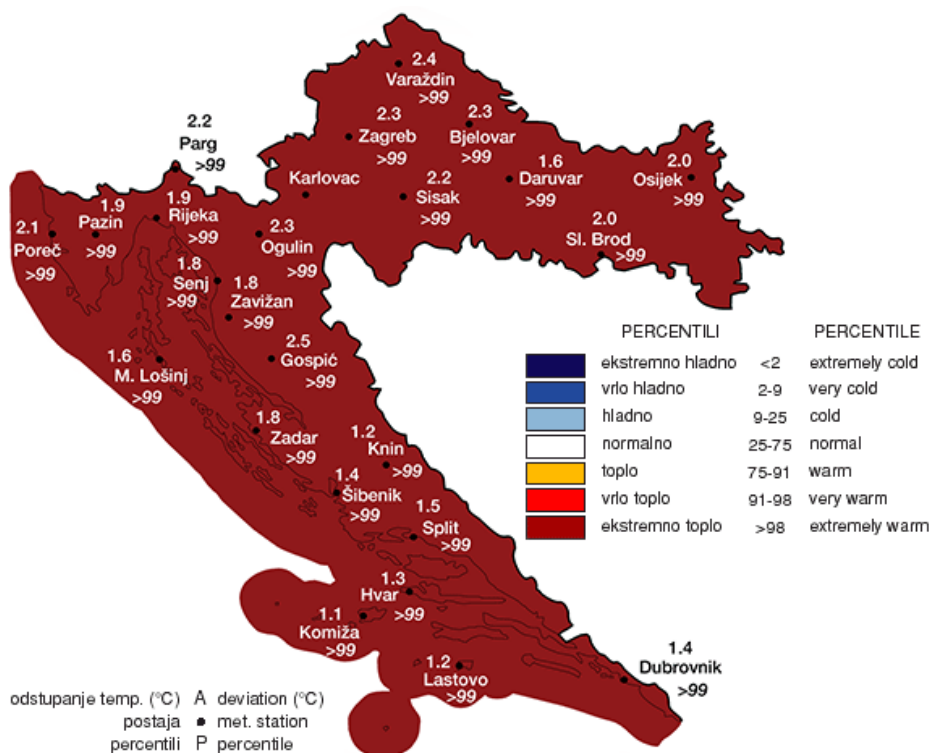 2.4
Varaždin
>99
2.3
Zagreb
>99
2.3
Bjelovar
>99
2.2
Parg
>99
Karlovac
2.2
Sisak
>99
1.6
Daruvar
>99
2.0
Osijek
>99
2.1
Poreč
>99
1.9
Pazin
>99
1.9
Rijeka
>99
2.3
Ogulin
>99
2.0
Sl. Brod
>99
1.8
Senj
>99
1.8
Zavižan
>99
2.5
Gospić
>99
1.6
M. Lošinj
>99
1.8
Zadar
>99
1.2
Knin
>99
1.4
Šibenik
>99
1.5
Split
>99
1.3
Hvar
>99
1.1
Komiža
>99
1.2
Lastovo
>99
1.4
Dubrovnik
>99
PERCENTILI PERCENTILE
ekstremno hladno <2 extremely cold
vrlo hladno 2-9 very cold
hladno 9-25 cold
normalno 25-75 normal
toplo 75-91 warm
vrlo toplo 91-98 very warm
ekstremno toplo >98 extremely warm
odstupanje temp. (°C) A deviation (°C)
postaja ● met. station
percentili P percentile